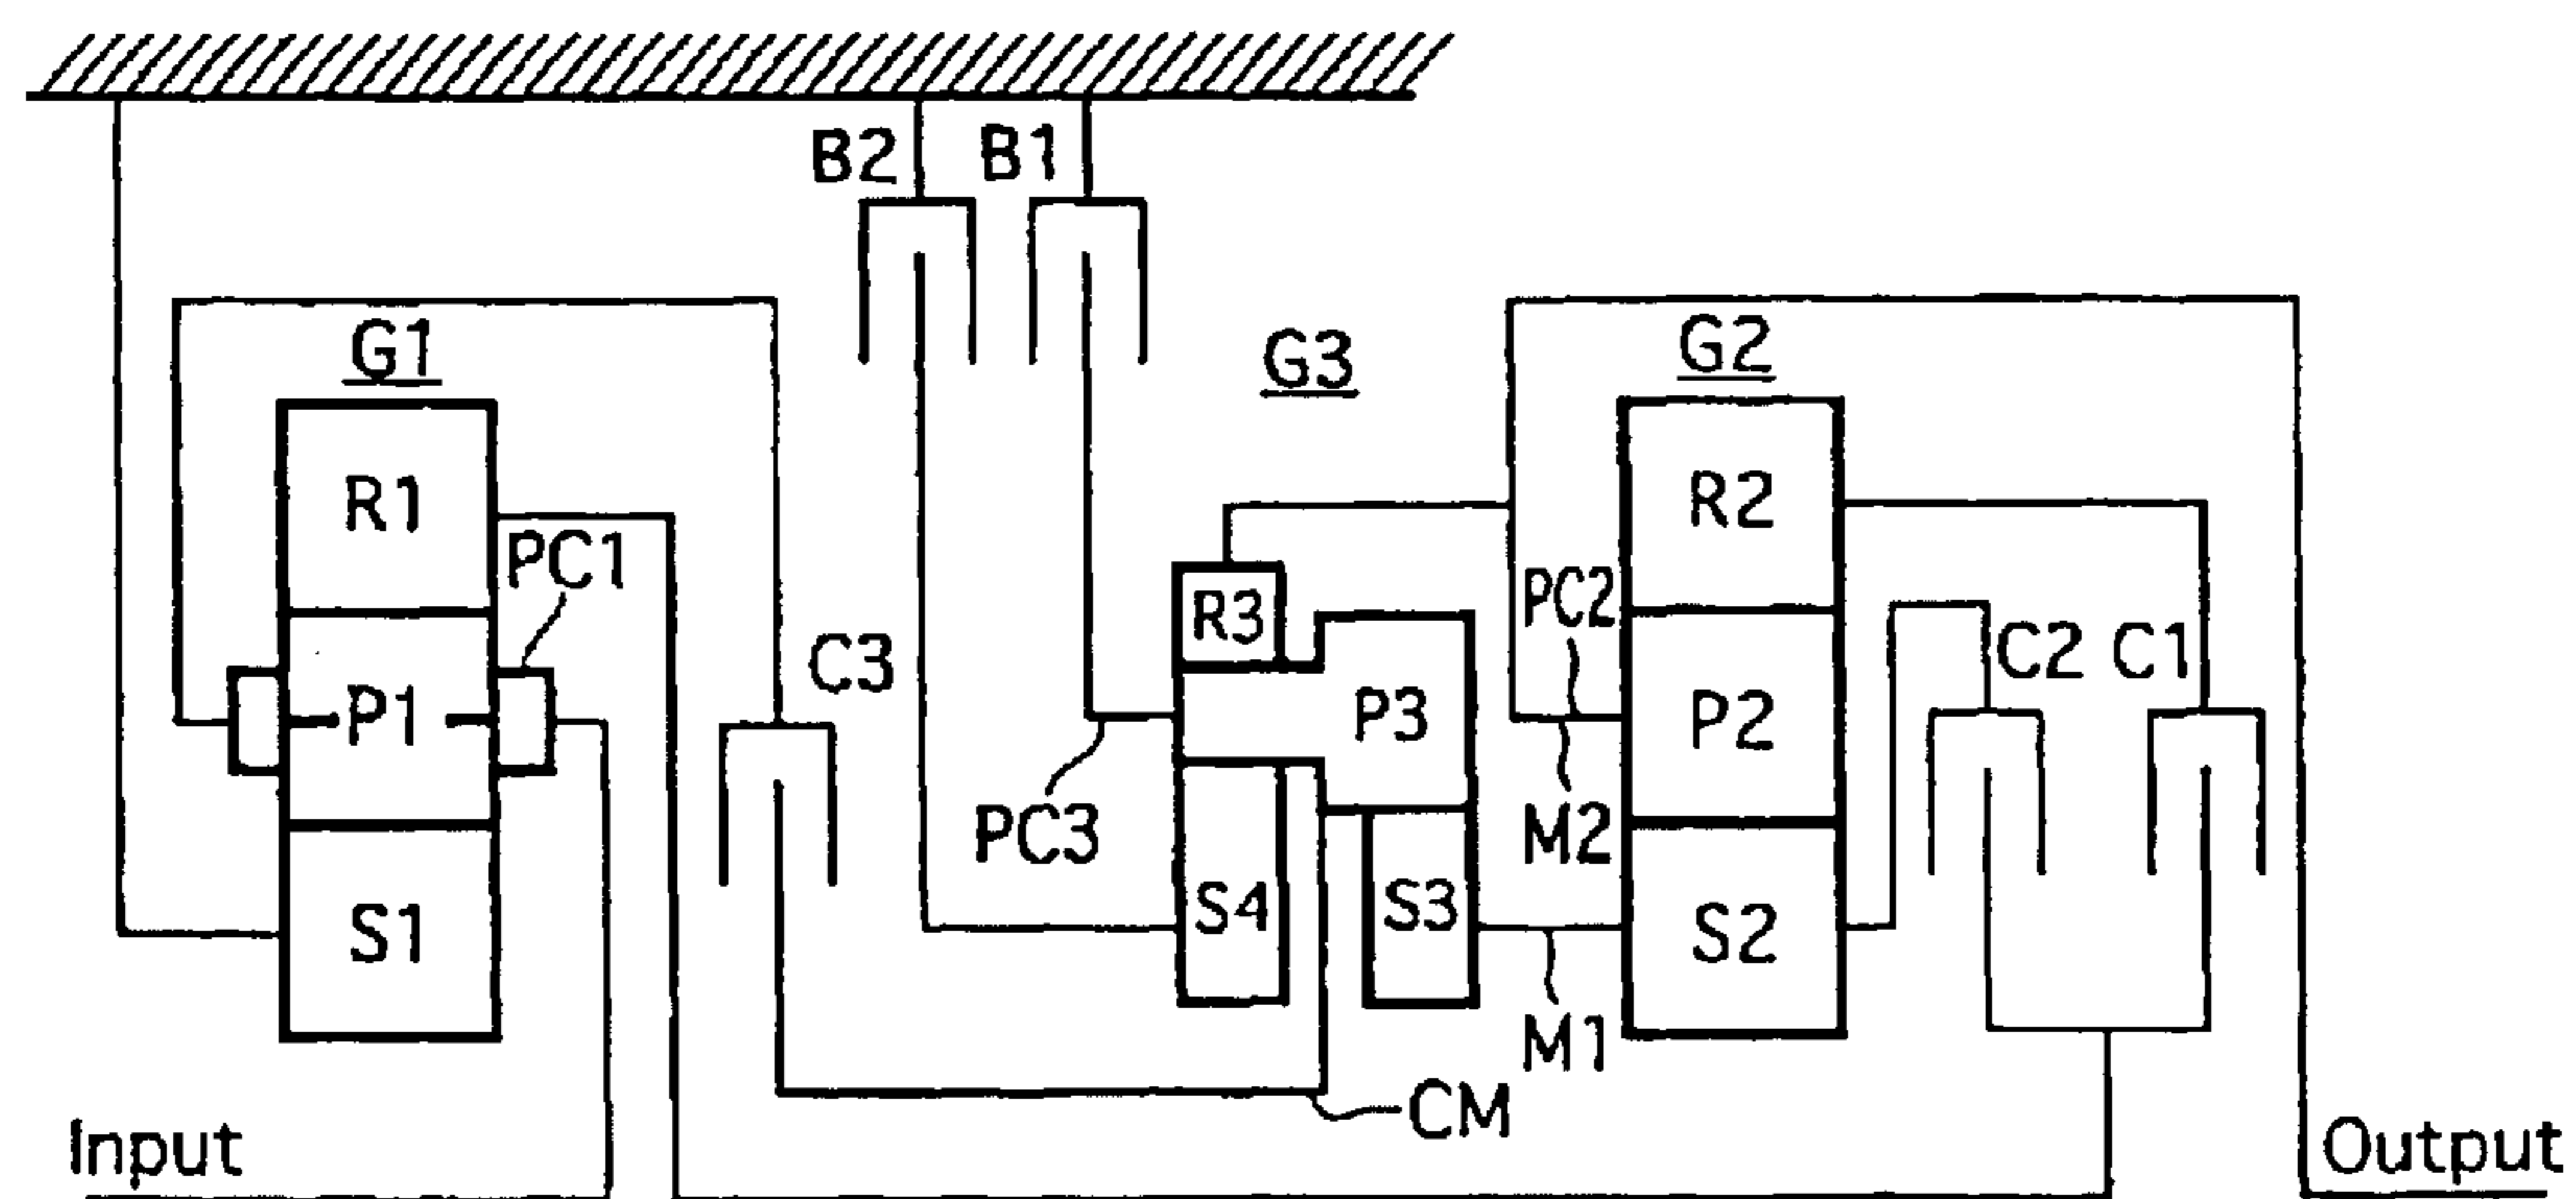 B2
B1
G1
G3
G2
R1
PC1
R2
R3
PC2
C3
C2
C1
P1
P3
P2
PC3
M2
S1
S4
S3
S2
M1
CM
Input
Output